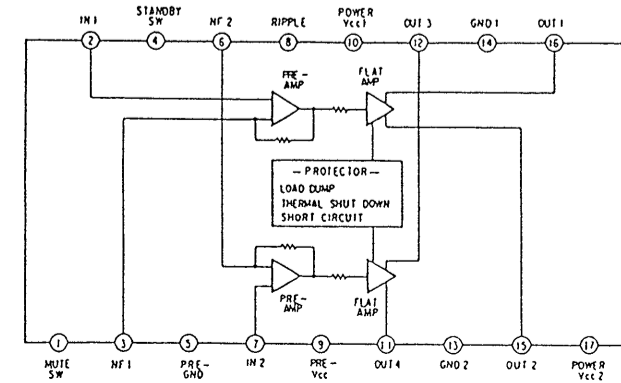 IN 1
STANDBY
SW
NF 2
RIPPLE
POWER
Vcc1
OUT 3
GND 1
OUT 1
2
4
6
8
10
12
14
16
PRE-
AMP
FLAT
AMP
— PROTECTOR —
LOAD DUMP
THERMAL SHUT DOWN
SHORT CIRCUIT
PRE-
AMP
FLAT
AMP
1
3
5
7
9
11
13
15
17
MUTE
SW
NF 1
PRE-
GND
IN 2
PRE-
Vcc
OUT 4
GND 2
OUT 2
POWER
Vcc 2